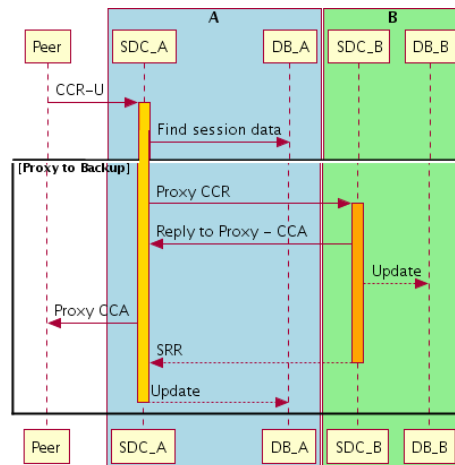 A
B
Peer
SDC_A
DB_A
SDC_B
DB_B
CCR-U
Find session data
[Proxy to Backup]
Proxy CCR
Reply to Proxy - CCA
Update
Proxy CCA
SRR
Update
Peer
SDC_A
DB_A
SDC_B
DB_B